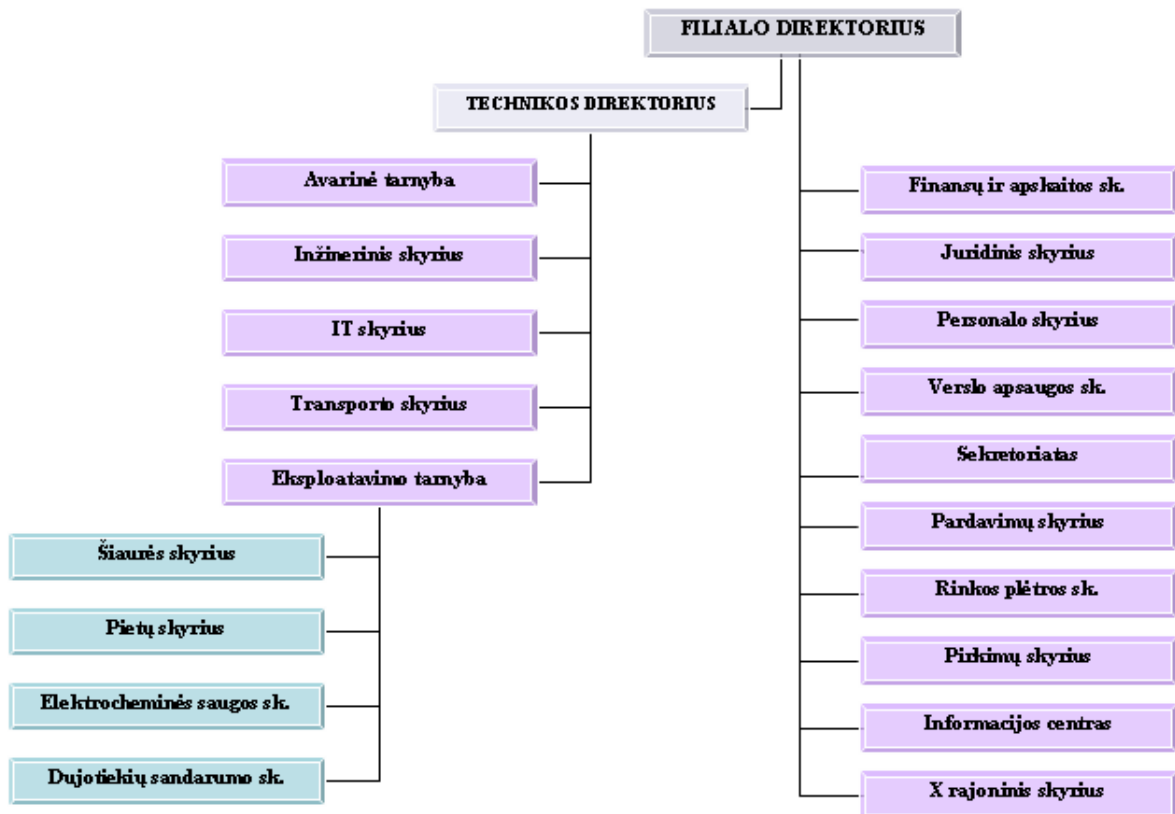 FILIALO DIREKTORIUS
TECHNIKOS DIREKTORIUS
Avarinė tarnyba
Inžinerinis skyrius
IT skyrius
Transporto skyrius
Eksploatavimo tarnyba
Šiaurės skyrius
Pietų skyrius
Elektrocheminės saugos sk.
Dujotiekių sandarumo sk.
Finansų ir apskaitos sk.
Juridinis skyrius
Personalo skyrius
Verslo apsaugos sk.
Sekretoriatas
Pardavimų skyrius
Rinkos plėtros sk.
Pirkimų skyrius
Informacijos centras
X rajoninis skyrius